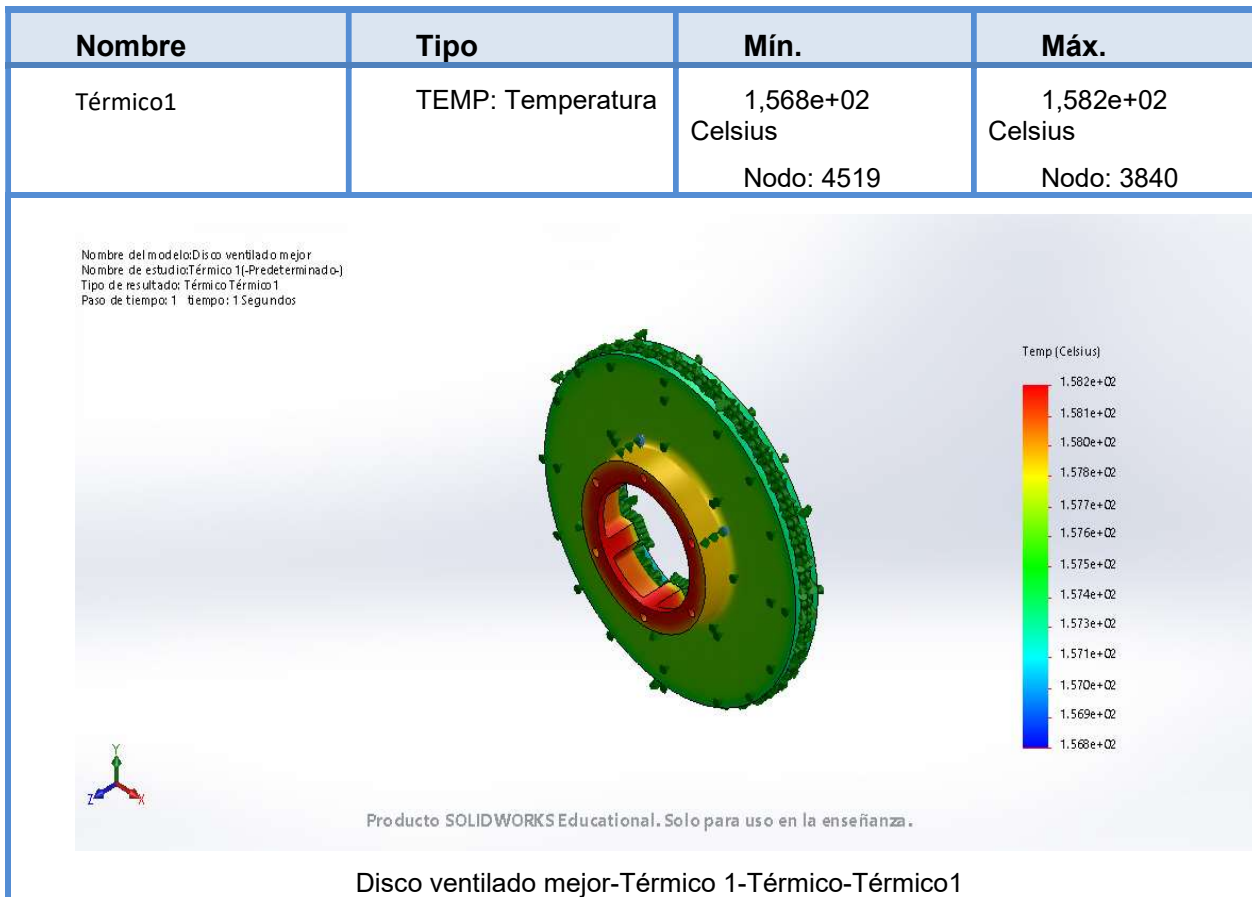 Nombre Tipo Mín. Máx.
Térmico1 TEMP: Temperatura 1,568e+02 1,582e+02
Celsius Celsius
Nodo: 4519 Nodo: 3840
Nombre del modelo:Disco ventilado mejor
Nombre de estudio:Térmico 1(-Predeterminado-)
Tipo de resultado: Térmico Térmico1
Paso de tiempo: 1 tiempo: 1 Segundos
Temp (Celsius)
1.582e+02
1.581e+02
1.580e+02
1.578e+02
1.577e+02
1.576e+02
1.575e+02
1.574e+02
1.573e+02
1.571e+02
1.570e+02
1.569e+02
1.568e+02
Y
Z X
Producto SOLIDWORKS Educational. Solo para uso en la enseñanza.
Disco ventilado mejor-Térmico 1-Térmico-Térmico1